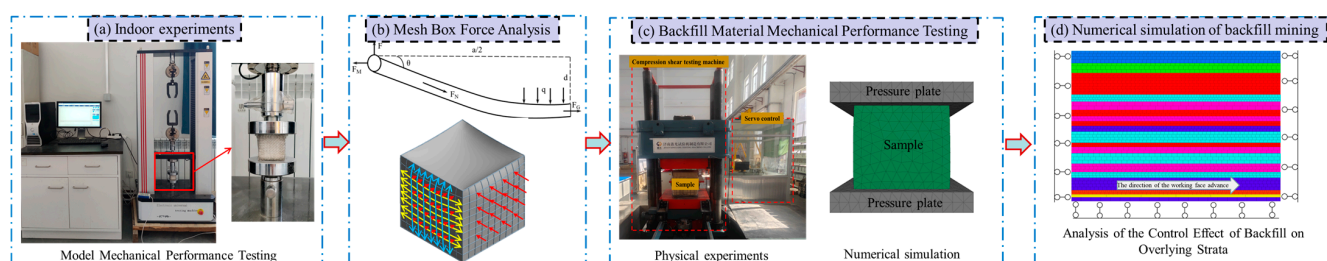 (a) Indoor experiments
Model Mechanical Performance Testing
(b) Mesh Box Force Analysis
F
a/2
θ
F_M
F_N
q
d
(c) Backfill Material Mechanical Performance Testing
Compression shear testing machine
Servo control
Sample
Physical experiments
Pressure plate
Sample
Pressure plate
Numerical simulation
(d) Numerical simulation of backfill mining
The direction of the working face advance
Analysis of the Control Effect of Backfill on
Overlying Strata